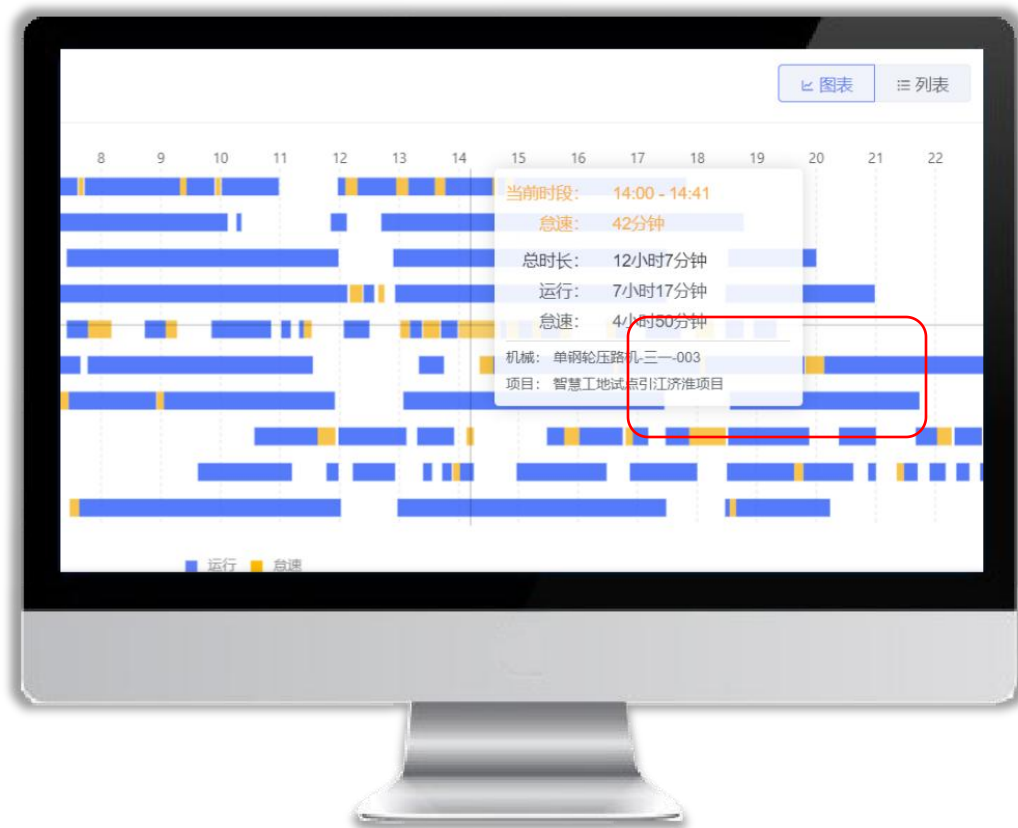 图表 列表
8 9 10 11 12 13 14 15 16 17 18 19 20 21 22
当前时段: 14:00 - 14:41
怠速: 42分钟
总时长: 12小时7分钟
运行: 7小时17分钟
怠速: 4小时50分钟
机械: 单钢轮压路机-三一-003
项目: 智慧工地试点引江济淮项目
运行 怠速